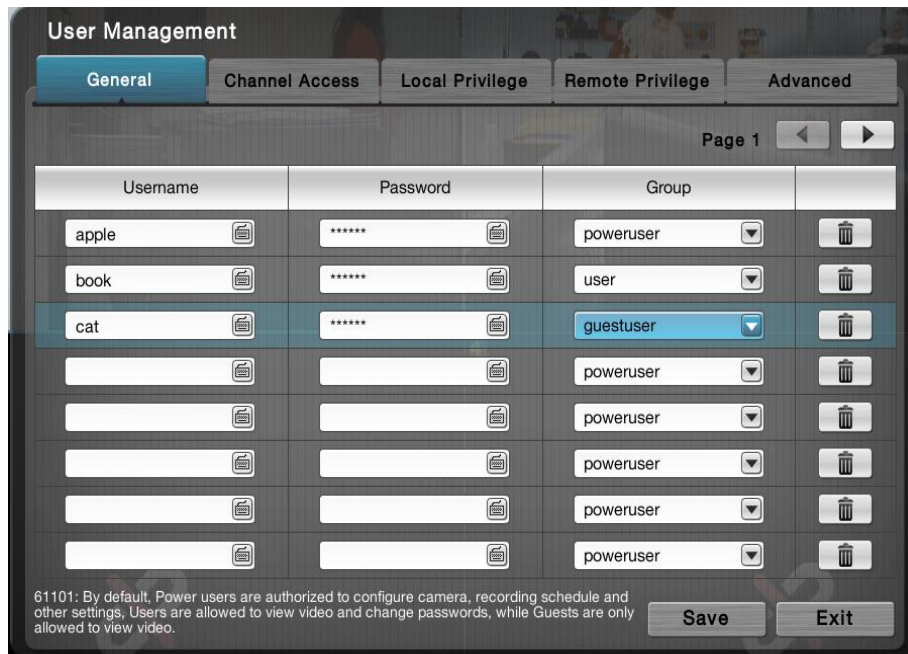 User Management
General Channel Access Local Privilege Remote Privilege Advanced
Page 1
Username Password Group
apple ****** poweruser
book ****** user
cat ****** guestuser
poweruser
poweruser
poweruser
poweruser
poweruser
61101: By default, Power users are authorized to configure camera, recording schedule and
other settings, Users are allowed to view video and change passwords, while Guests are only
allowed to view video.
Save Exit